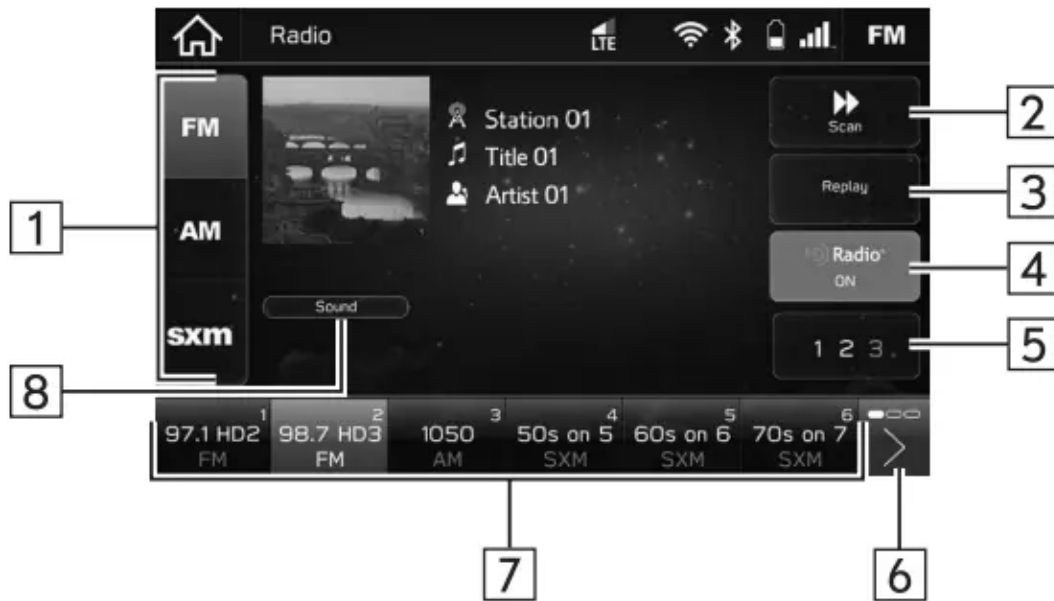 Radio
LTE
FM
FM
AM
sxm
Station 01
Title 01
Artist 01
Sound
Scan
Replay
HD Radio
ON
1 2 3
1
97.1 HD2
FM
2
98.7 HD3
FM
3
1050
AM
4
50s on 5
SXM
5
60s on 6
SXM
6
70s on 7
SXM
1
2
3
4
5
6
7
8